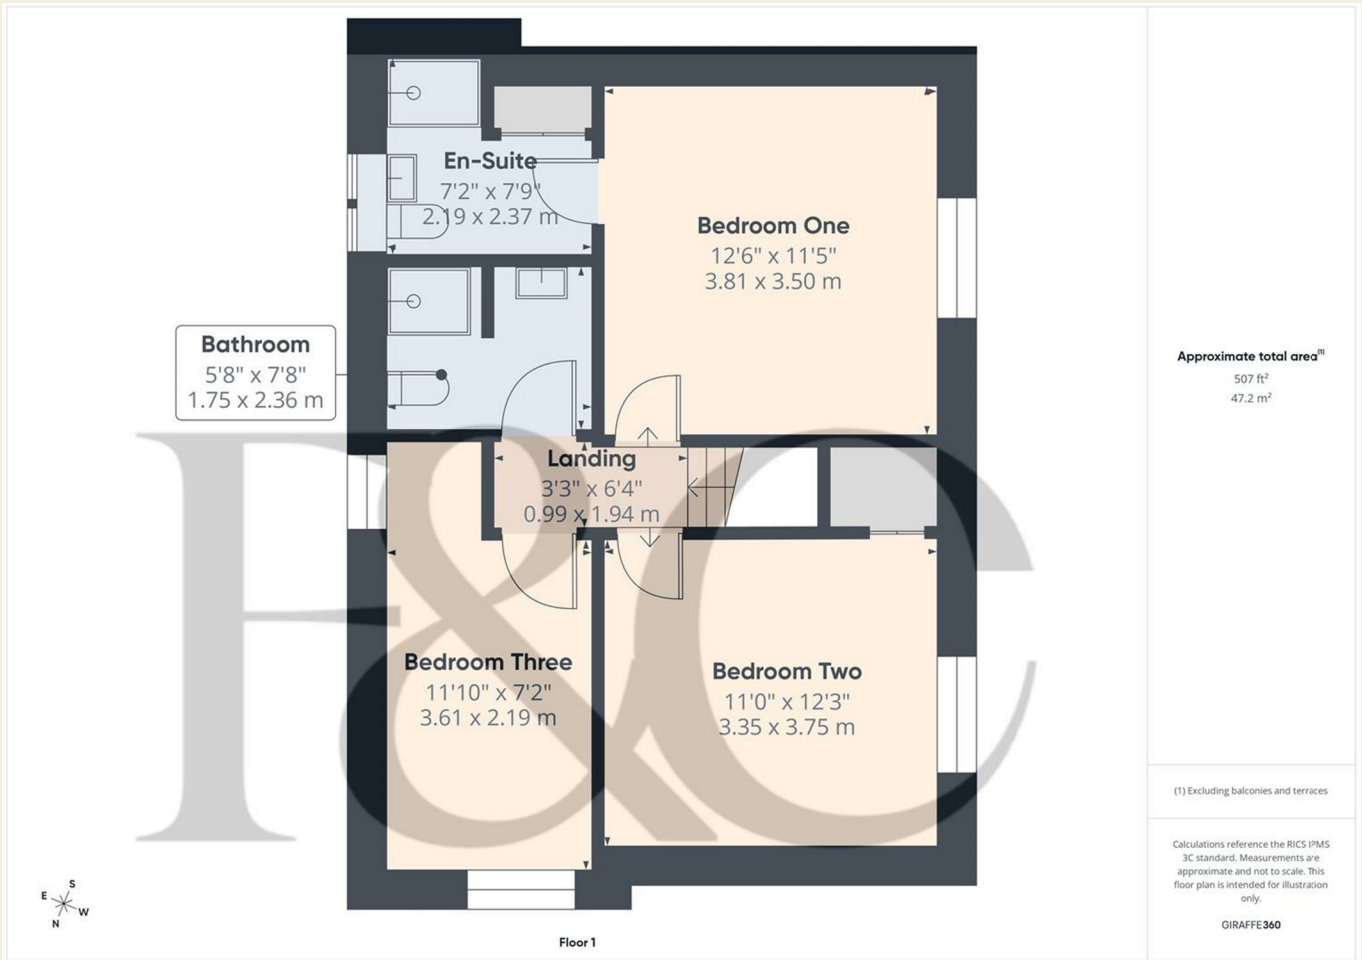 En-Suite
7'2" x 7'9"
2.19 x 2.37 m
Bedroom One
12'6" x 11'5"
3.81 x 3.50 m
Bathroom
5'8" x 7'8"
1.75 x 2.36 m
Landing
3'3" x 6'4"
0.99 x 1.94 m
Bedroom Three
11'10" x 7'2"
3.61 x 2.19 m
Bedroom Two
11'0" x 12'3"
3.35 x 3.75 m
F&C
S
E
W
N
Floor 1
Approximate total area(1)
507 ft²
47.2 m²
(1) Excluding balconies and terraces
Calculations reference the RICS IPMS
3C standard. Measurements are
approximate and not to scale. This
floor plan is intended for illustration
only.
GIRAFFE360